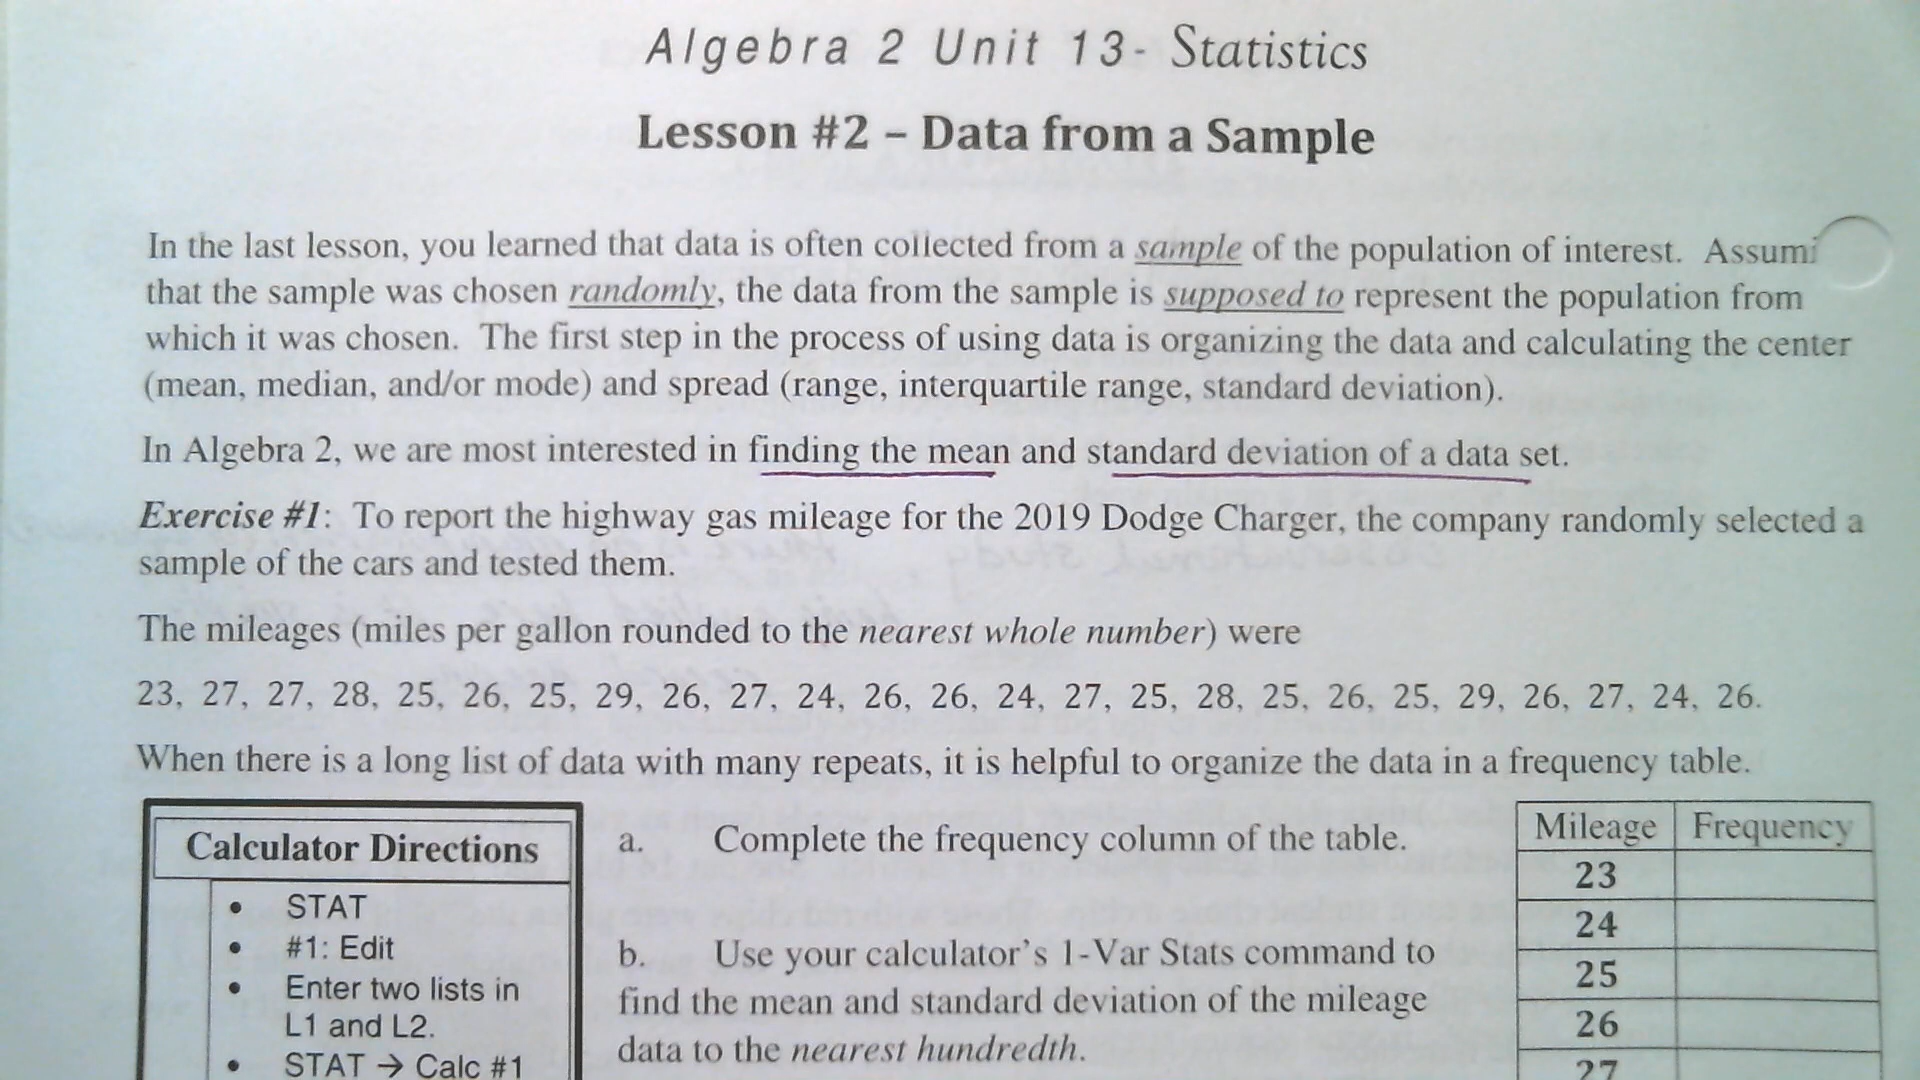 Algebra 2 Unit 13- Statistics
Lesson #2 – Data from a Sample
In the last lesson, you learned that data is often collected from a sample of the population of interest. Assumi
that the sample was chosen randomly, the data from the sample is supposed to represent the population from
which it was chosen. The first step in the process of using data is organizing the data and calculating the center
(mean, median, and/or mode) and spread (range, interquartile range, standard deviation).
In Algebra 2, we are most interested in finding the mean and standard deviation of a data set.
Exercise #1: To report the highway gas mileage for the 2019 Dodge Charger, the company randomly selected a
sample of the cars and tested them.
The mileages (miles per gallon rounded to the nearest whole number) were
23, 27, 27, 28, 25, 26, 25, 29, 26, 27, 24, 26, 26, 24, 27, 25, 28, 25, 26, 25, 29, 26, 27, 24, 26.
When there is a long list of data with many repeats, it is helpful to organize the data in a frequency table.
Calculator Directions
• STAT
• #1: Edit
• Enter two lists in
L1 and L2.
• STAT → Calc #1
a. Complete the frequency column of the table.
b. Use your calculator's 1-Var Stats command to
find the mean and standard deviation of the mileage
data to the nearest hundredth.
Mileage Frequency
23
24
25
26
27